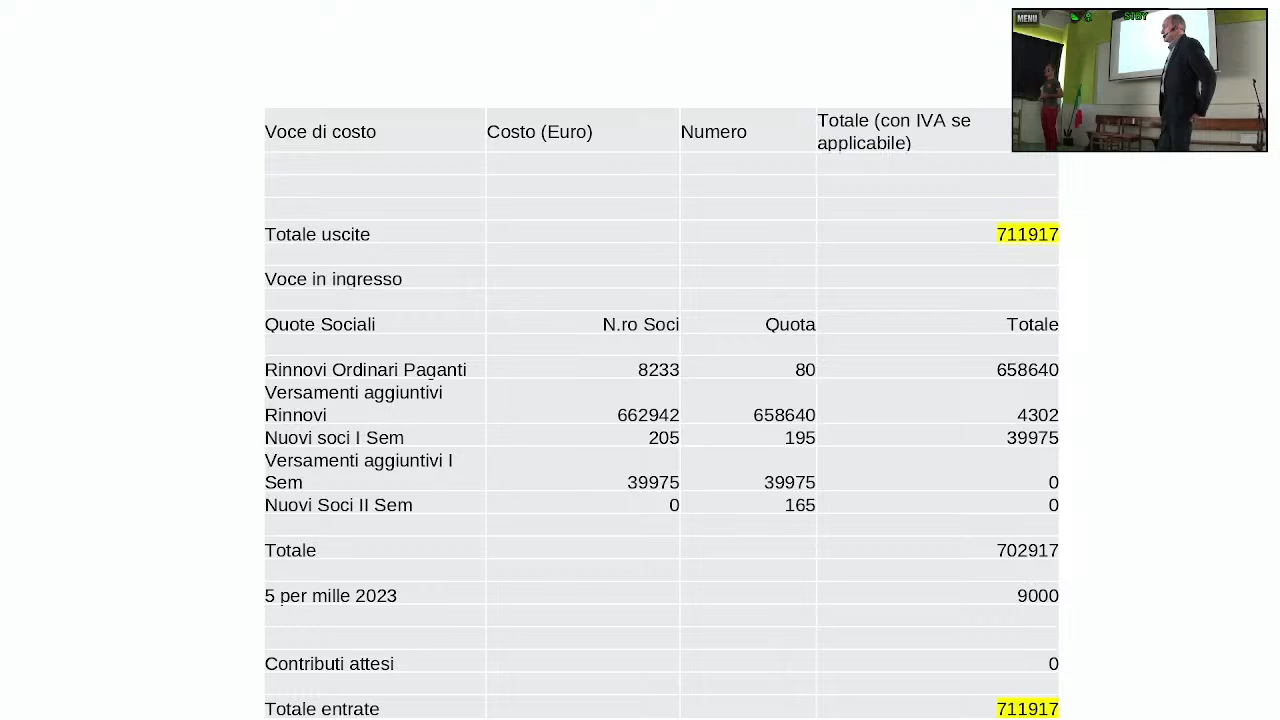 MENU
STBY
Voce di costo Costo (Euro) Numero Totale (con IVA se
applicabile)
Totale uscite 711917
Voce in ingresso
Quote Sociali N.ro Soci Quota Totale
Rinnovi Ordinari Paganti 8233 80 658640
Versamenti aggiuntivi
Rinnovi 662942 658640 4302
Nuovi soci I Sem 205 195 39975
Versamenti aggiuntivi I
Sem 39975 39975 0
Nuovi Soci II Sem 0 165 0
Totale 702917
5 per mille 2023 9000
Contributi attesi 0
Totale entrate 711917